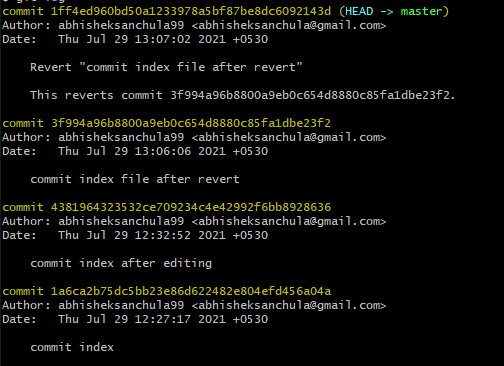 commit 1ff4ed960bd50a1233978a5bf87be8dc6092143d (HEAD -> master)
Author: abhisheksanchula99 <abhisheksanchula@gmail.com>
Date:   Thu Jul 29 13:07:02 2021 +0530
Revert "commit index file after revert"
This reverts commit 3f994a96b8800a9eb0c654d8880c85fa1dbe23f2.
commit 3f994a96b8800a9eb0c654d8880c85fa1dbe23f2
Author: abhisheksanchula99 <abhisheksanchula@gmail.com>
Date:   Thu Jul 29 13:06:06 2021 +0530
commit index file after revert
commit 4381964323532ce709234c4e42992f6bb8928636
Author: abhisheksanchula99 <abhisheksanchula@gmail.com>
Date:   Thu Jul 29 12:32:52 2021 +0530
commit index after editing
commit 1a6ca2b75dc5bb23e86d622482e804efd456a04a
Author: abhisheksanchula99 <abhisheksanchula@gmail.com>
Date:   Thu Jul 29 12:27:17 2021 +0530
commit index